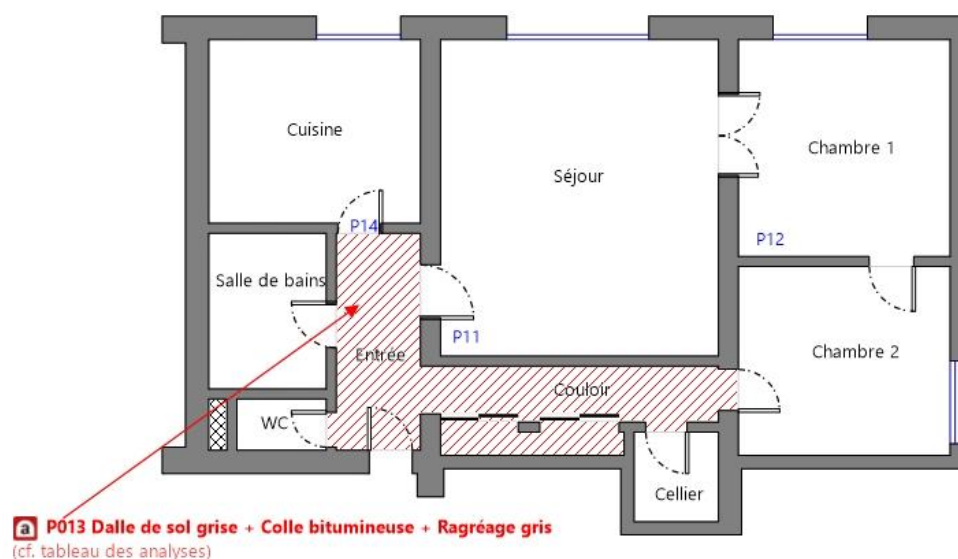 Cuisine
Séjour
Chambre 1
P14
P12
Salle de bains
P11
Entrée
Chambre 2
Couloir
WC
Cellier
a P013 Dalle de sol grise + Colle bitumineuse + Ragréage gris
(cf. tableau des analyses)